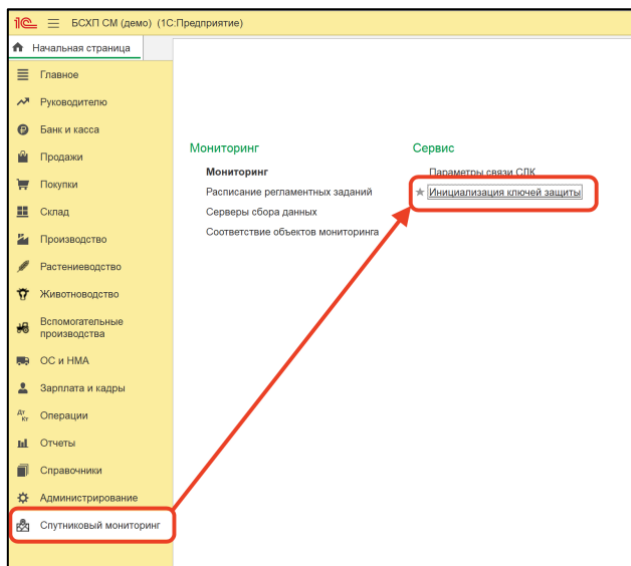 1С БСХП СМ (демо) (1С:Предприятие)
Начальная страница
Главное
Руководителю
Банк и касса
Продажи
Покупки
Склад
Производство
Растениеводство
Животноводство
Вспомогательные
производства
ОС и НМА
Зарплата и кадры
Дт Кт Операции
Отчеты
Справочники
Администрирование
Спутниковый мониторинг
Мониторинг
Мониторинг
Расписание регламентных заданий
Серверы сбора данных
Соответствие объектов мониторинга
Сервис
Параметры связи СЛК
Инициализация ключей защиты